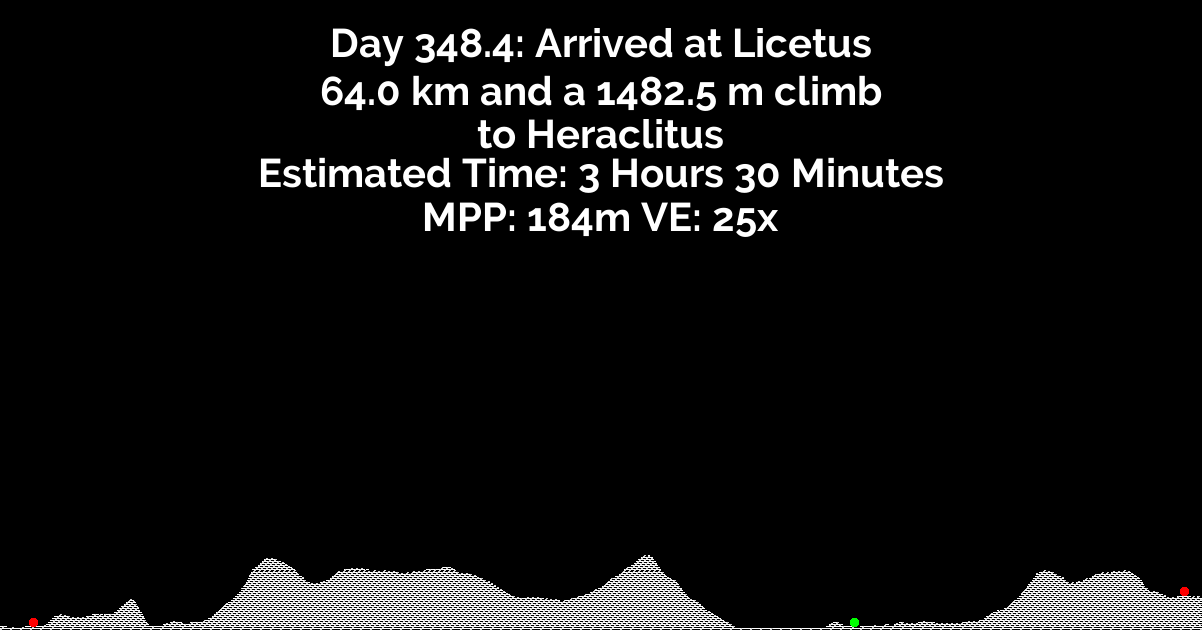 Day 348.4: Arrived at Licetus
64.0 km and a 1482.5 m climb
to Heraclitus
Estimated Time: 3 Hours 30 Minutes
MPP: 184m VE: 25x